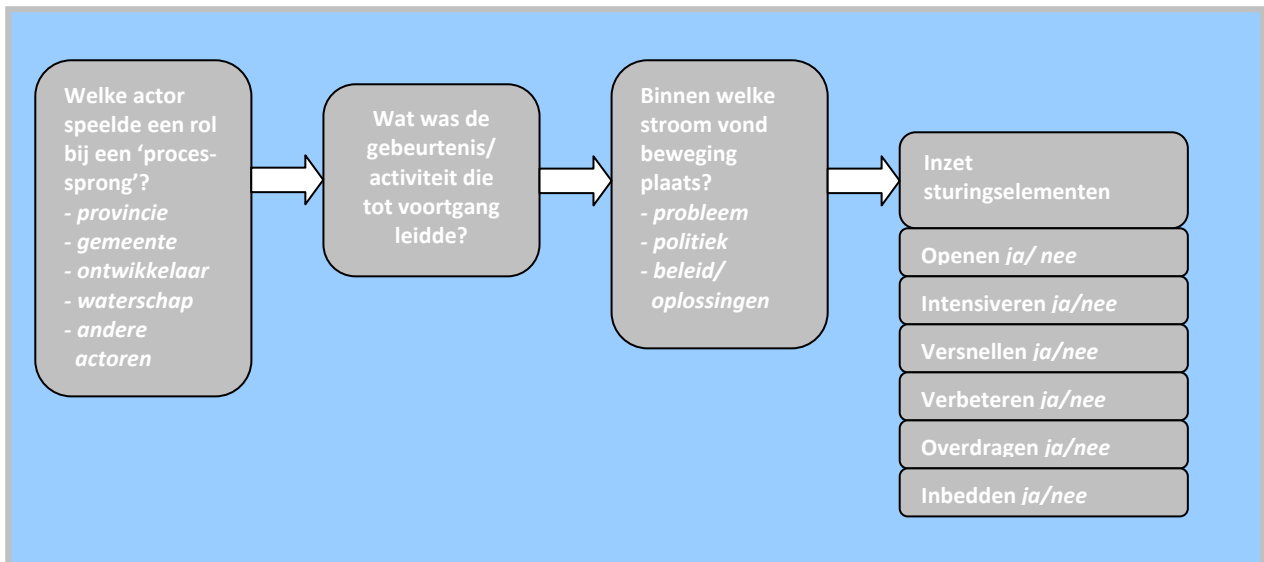 Welke actor
speelde een rol
bij een ‘proces-
sprong’?
- provincie
- gemeente
- ontwikkelaar
- waterschap
- andere
actoren
Wat was de
gebeurtenis/
activiteit die
tot voortgang
leidde?
Binnen welke
stroom vond
beweging
plaats?
- probleem
- politiek
- beleid/
oplossingen
Inzet
sturingselementen
Openen ja/ nee
Intensiveren ja/nee
Versnellen ja/nee
Verbeteren ja/nee
Overdragen ja/nee
Inbedden ja/nee